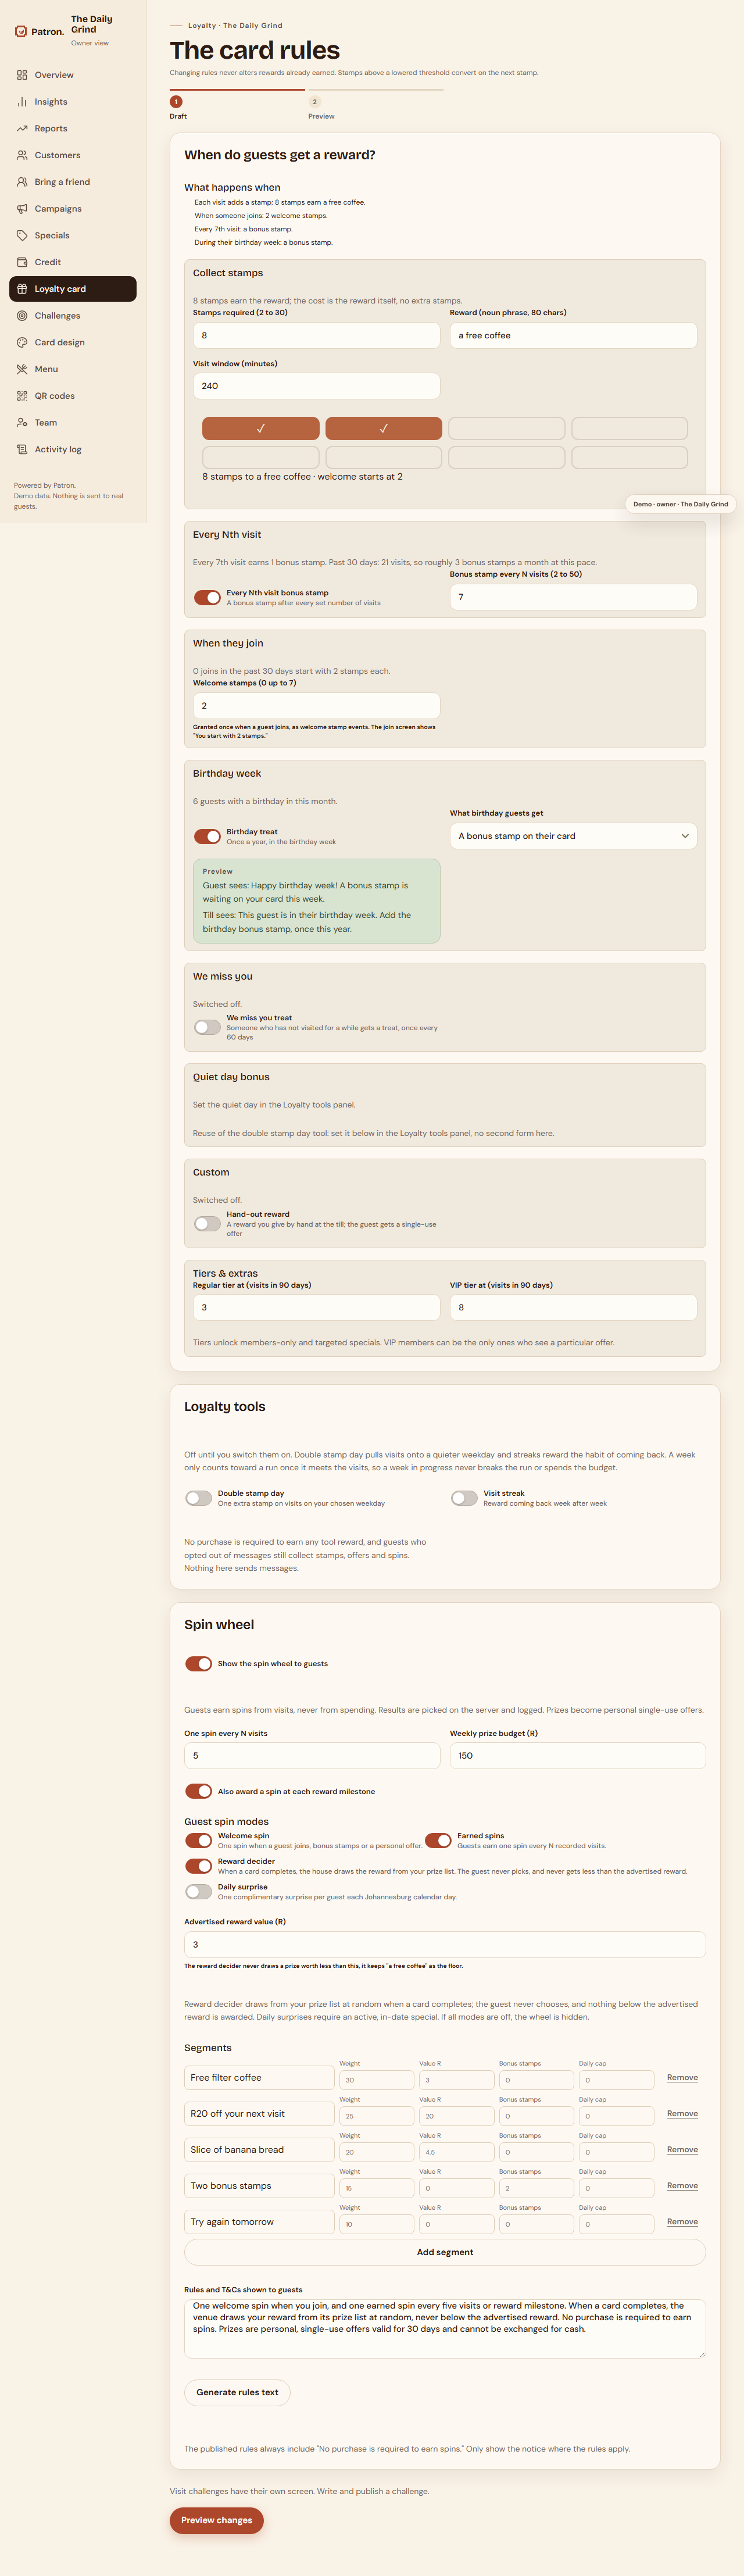 Patron.
The Daily
Grind
Owner view
Overview
Insights
Reports
Customers
Bring a friend
Campaigns
Specials
Credit
Loyalty card
Challenges
Card design
Menu
QR codes
Team
Activity log
Powered by Patron.
Demo data. Nothing is sent to real
guests.
Loyalty · The Daily Grind
The card rules
Changing rules never alters rewards already earned. Stamps above a lowered threshold convert on the next stamp.
1
Draft
2
Preview
When do guests get a reward?
What happens when
Each visit adds a stamp; 8 stamps earn a free coffee.
When someone joins: 2 welcome stamps.
Every 7th visit: a bonus stamp.
During their birthday week: a bonus stamp.
Collect stamps
8 stamps earn the reward; the cost is the reward itself, no extra stamps.
Stamps required (2 to 30)
8
Reward (noun phrase, 80 chars)
a free coffee
Visit window (minutes)
240
✓
✓
8 stamps to a free coffee · welcome starts at 2
Demo · owner · The Daily Grind
Every Nth visit
Every 7th visit earns 1 bonus stamp. Past 30 days: 21 visits, so roughly 3 bonus stamps a month at this pace.
Every Nth visit bonus stamp
A bonus stamp after every set number of visits
Bonus stamp every N visits (2 to 50)
7
When they join
0 joins in the past 30 days start with 2 stamps each.
Welcome stamps (0 up to 7)
2
Granted once when a guest joins, as welcome stamp events. The join screen shows
"You start with 2 stamps."
Birthday week
6 guests with a birthday in this month.
Birthday treat
Once a year, in the birthday week
What birthday guests get
A bonus stamp on their card
Preview
Guest sees: Happy birthday week! A bonus stamp is
waiting on your card this week.
Till sees: This guest is in their birthday week. Add the
birthday bonus stamp, once this year.
We miss you
Switched off.
We miss you treat
Someone who has not visited for a while gets a treat, once every
60 days
Quiet day bonus
Set the quiet day in the Loyalty tools panel.
Reuse of the double stamp day tool: set it below in the Loyalty tools panel, no second form here.
Custom
Switched off.
Hand-out reward
A reward you give by hand at the till; the guest gets a single-use
offer
Tiers & extras
Regular tier at (visits in 90 days)
3
VIP tier at (visits in 90 days)
8
Tiers unlock members-only and targeted specials. VIP members can be the only ones who see a particular offer.
Loyalty tools
Off until you switch them on. Double stamp day pulls visits onto a quieter weekday and streaks reward the habit of coming back. A week
only counts toward a run once it meets the visits, so a week in progress never breaks the run or spends the budget.
Double stamp day
One extra stamp on visits on your chosen weekday
Visit streak
Reward coming back week after week
No purchase is required to earn any tool reward, and guests who
opted out of messages still collect stamps, offers and spins.
Nothing here sends messages.
Spin wheel
Show the spin wheel to guests
Guests earn spins from visits, never from spending. Results are picked on the server and logged. Prizes become personal single-use offers.
One spin every N visits
5
Weekly prize budget (R)
150
Also award a spin at each reward milestone
Guest spin modes
Welcome spin
One spin when a guest joins, bonus stamps or a personal offer.
Earned spins
Guests earn one spin every N recorded visits.
Reward decider
When a card completes, the house draws the reward from your prize list. The guest never picks, and never gets less than the advertised reward.
Daily surprise
One complimentary surprise per guest each Johannesburg calendar day.
Advertised reward value (R)
3
The reward decider never draws a prize worth less than this, it keeps "a free coffee" as the floor.
Reward decider draws from your prize list at random when a card completes; the guest never chooses, and nothing below the advertised
reward is awarded. Daily surprises require an active, in-date special. If all modes are off, the wheel is hidden.
Segments
Weight Value R Bonus stamps Daily cap
Free filter coffee 30 3 0 0 Remove
Weight Value R Bonus stamps Daily cap
R20 off your next visit 25 20 0 0 Remove
Weight Value R Bonus stamps Daily cap
Slice of banana bread 20 4.5 0 0 Remove
Weight Value R Bonus stamps Daily cap
Two bonus stamps 15 0 2 0 Remove
Weight Value R Bonus stamps Daily cap
Try again tomorrow 10 0 0 0 Remove
Add segment
Rules and T&Cs shown to guests
One welcome spin when you join, and one earned spin every five visits or reward milestone. When a card completes, the
venue draws your reward from its prize list at random, never below the advertised reward. No purchase is required to earn
spins. Prizes are personal, single-use offers valid for 30 days and cannot be exchanged for cash.
Generate rules text
The published rules always include "No purchase is required to earn spins." Only show the notice where the rules apply.
Visit challenges have their own screen. Write and publish a challenge.
Preview changes